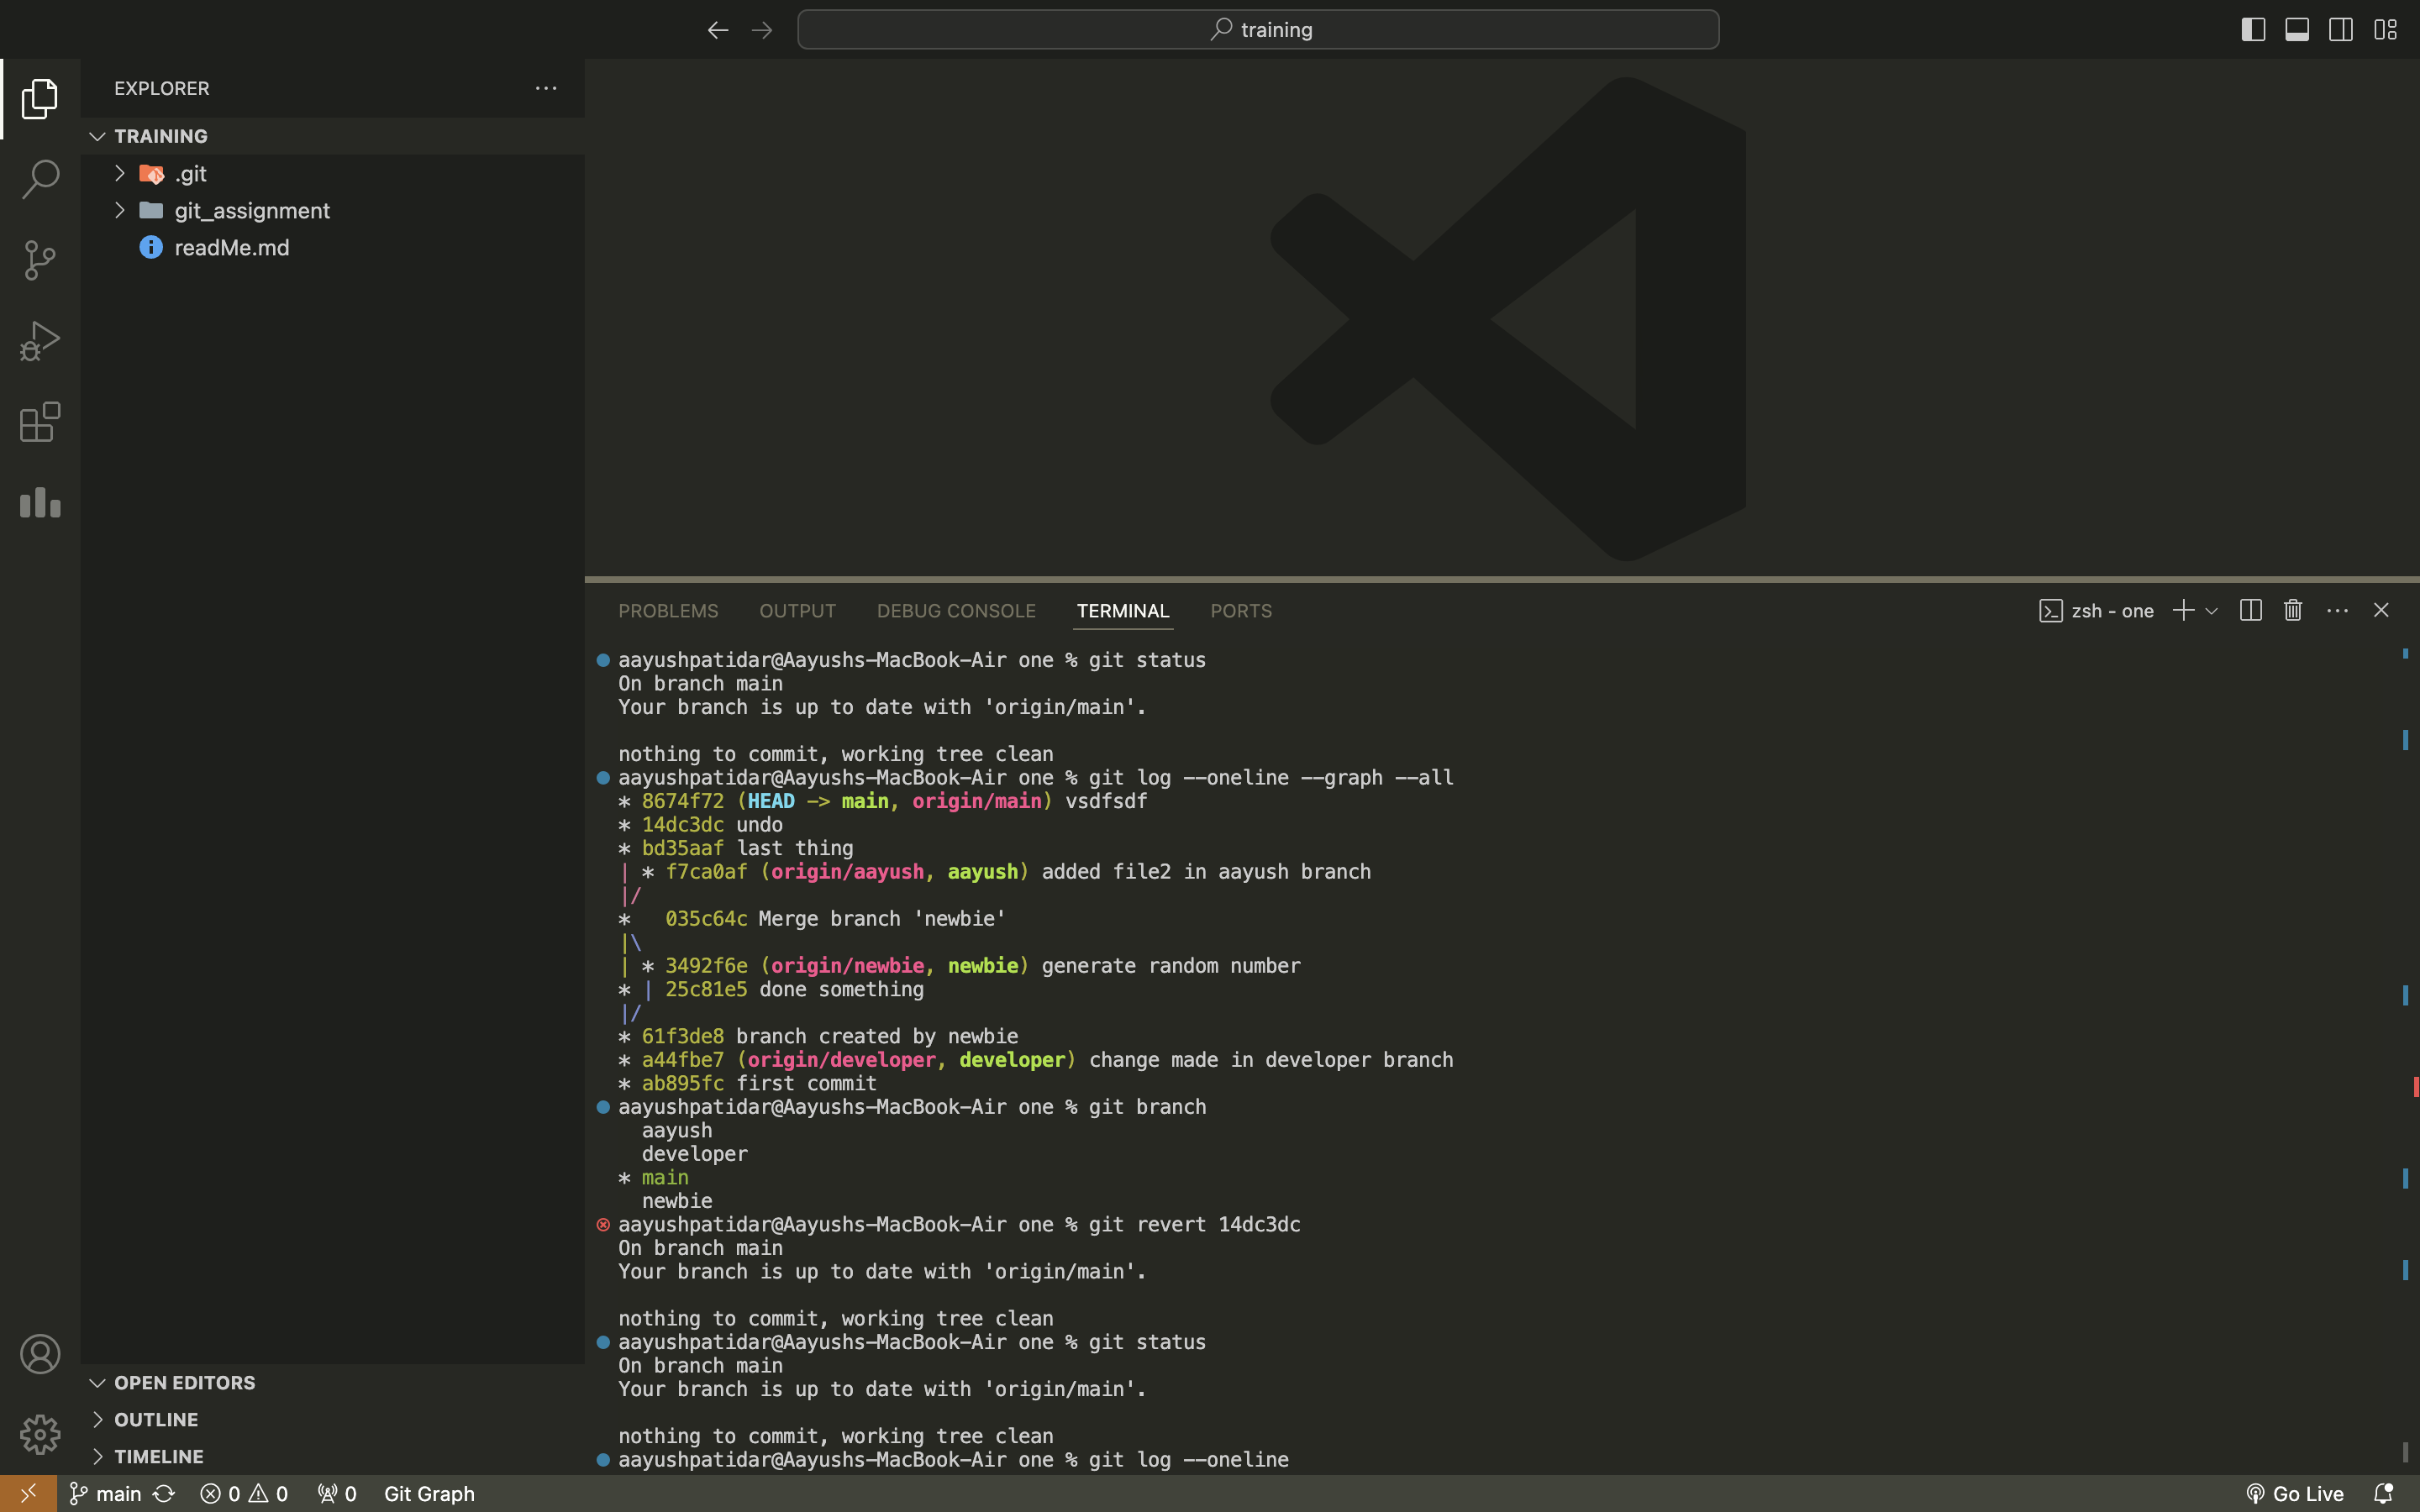 training
EXPLORER
TRAINING
.git
git_assignment
readMe.md
PROBLEMS OUTPUT DEBUG CONSOLE TERMINAL PORTS
zsh - one
aayushpatidar@Aayushs-MacBook-Air one % git status
On branch main
Your branch is up to date with 'origin/main'.
nothing to commit, working tree clean
aayushpatidar@Aayushs-MacBook-Air one % git log --oneline --graph --all
* 8674f72 (HEAD -> main, origin/main) vsdfsdf
* 14dc3dc undo
* bd35aaf last thing
| * f7ca0af (origin/aayush, aayush) added file2 in aayush branch
|/
*   035c64c Merge branch 'newbie'
|\
| * 3492f6e (origin/newbie, newbie) generate random number
* | 25c81e5 done something
|/
* 61f3de8 branch created by newbie
* a44fbe7 (origin/developer, developer) change made in developer branch
* ab895fc first commit
aayushpatidar@Aayushs-MacBook-Air one % git branch
aayush
developer
* main
newbie
aayushpatidar@Aayushs-MacBook-Air one % git revert 14dc3dc
On branch main
Your branch is up to date with 'origin/main'.
nothing to commit, working tree clean
aayushpatidar@Aayushs-MacBook-Air one % git status
On branch main
Your branch is up to date with 'origin/main'.
nothing to commit, working tree clean
aayushpatidar@Aayushs-MacBook-Air one % git log --oneline
OPEN EDITORS
OUTLINE
TIMELINE
main 0 0 0 Git Graph
Go Live